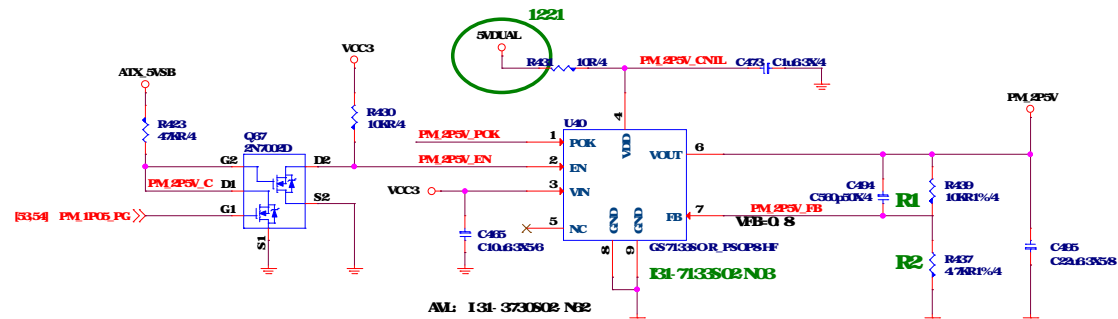 1221
5VDUAL
VCC3
R431 10R/4
PM_2P5V_CNTL
C473 C1u6.3X/4
ATX_5VSB
PM_2P5V
R423
47KR/4
R430
10KR/4
Q67
2N7002D
U40
4
PM_2P5V_POK
1
POK
VDD
VOUT
6
G2
D2
PM_2P5V_EN
2
EN
PM_2P5V_C
D1
VCC3
3
VIN
C494
C560p50X/4
R1
R439
10KR1%/4
S2
[53,54] PM_1P05_PG
G1
5
NC
GND
GND
FB
7
PM_2P5V_FB
VFB=0.8
S1
C465
C10u6.3X5/6
8
9
GS7133SOR_PSOP8HF
R2
R437
4.7KR1%/4
C495
C22u6.3X5/8
I31-7133S02-N03
AVL: I31-3730S02-N62